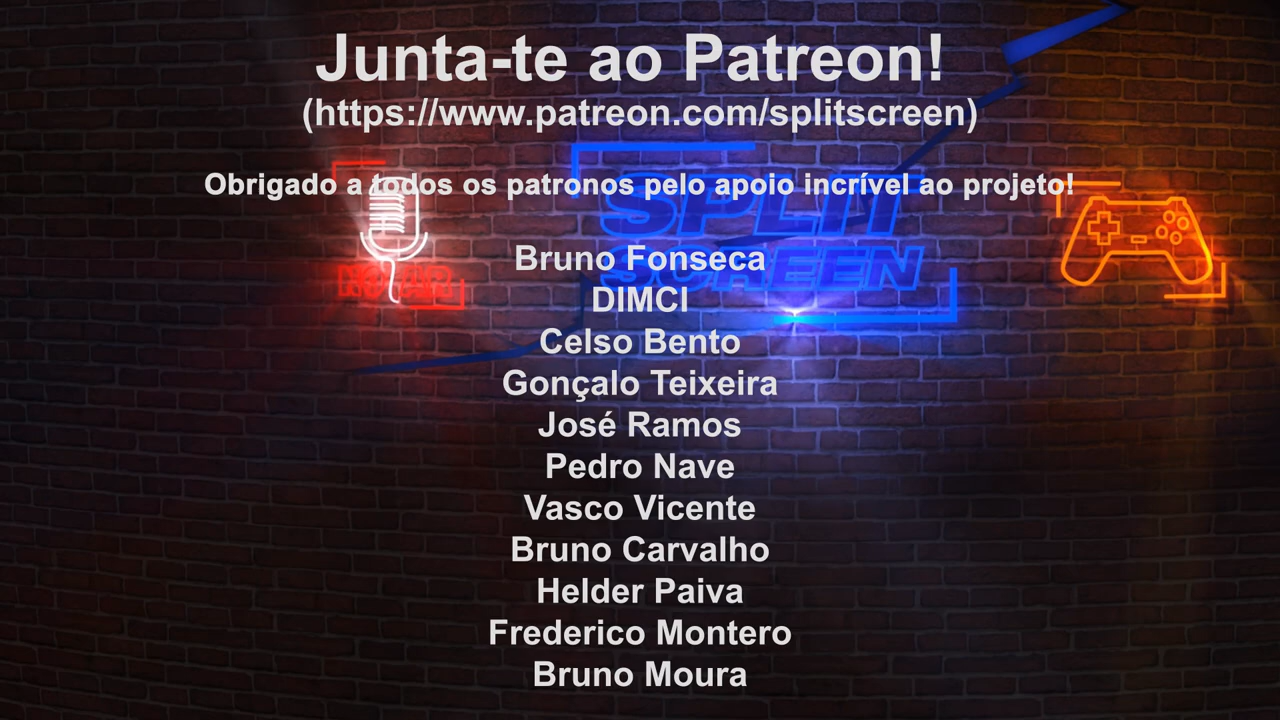 Junta-te ao Patreon!
(https://www.patreon.com/splitscreen)
Obrigado a todos os patronos pelo apoio incrível ao projeto!
SPLIT
SCREEN
Bruno Fonseca
DIMCI
Celso Bento
Gonçalo Teixeira
José Ramos
Pedro Nave
Vasco Vicente
Bruno Carvalho
Helder Paiva
Frederico Montero
Bruno Moura